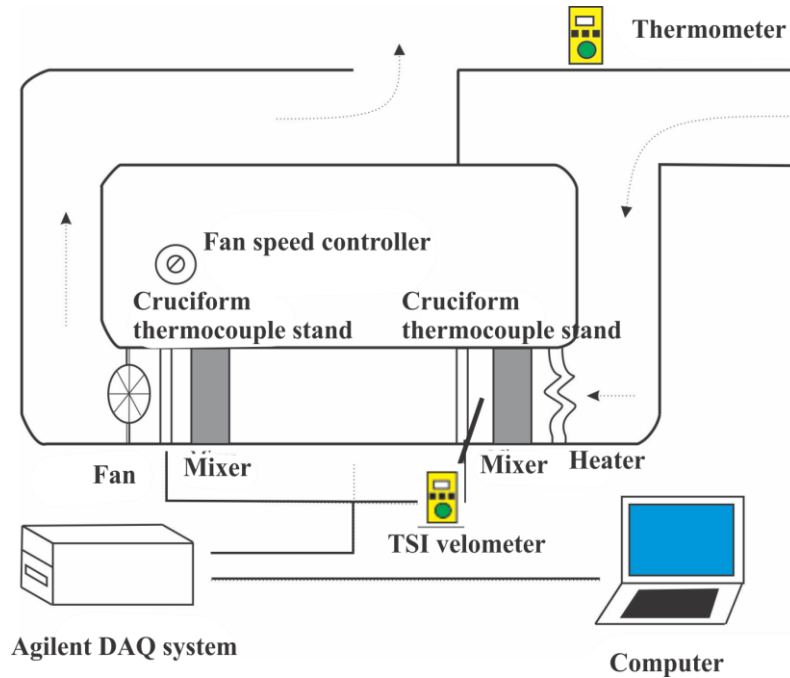 Thermometer
Fan speed controller
Cruciform
thermocouple stand
Cruciform
thermocouple stand
Fan
Mixer
Mixer
Heater
TSI velometer
Agilent DAQ system
Computer